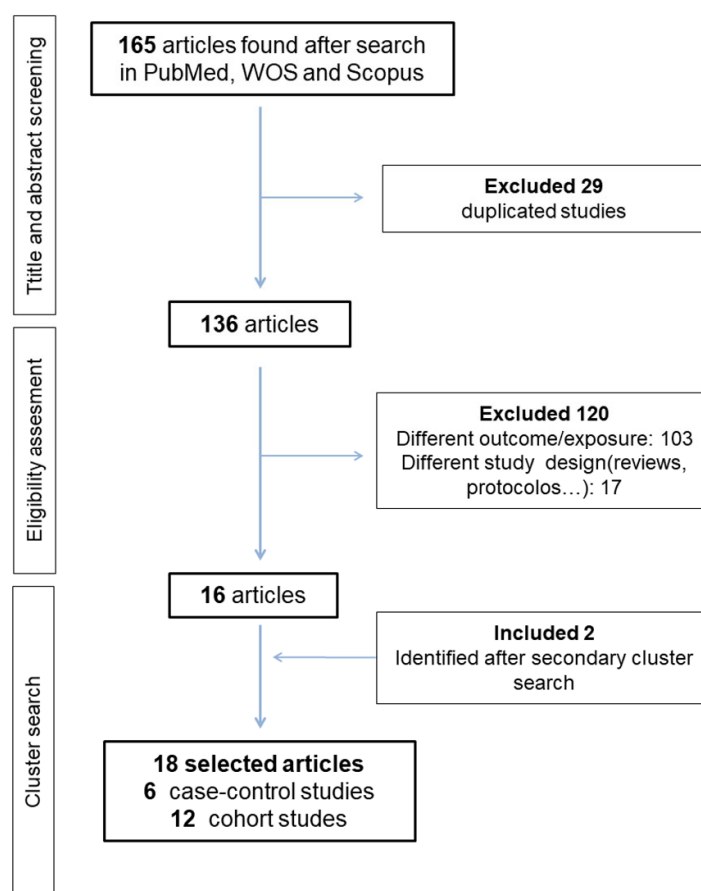 Ttitle and abstract screening
165 articles found after search
in PubMed, WOS and Scopus
Excluded 29
duplicated studies
136 articles
Eligibility assesment
Excluded 120
Different outcome/exposure: 103
Different study design(reviews,
protocolos...): 17
16 articles
Cluster search
Included 2
Identified after secondary cluster
search
18 selected articles
6 case-control studies
12 cohort studes